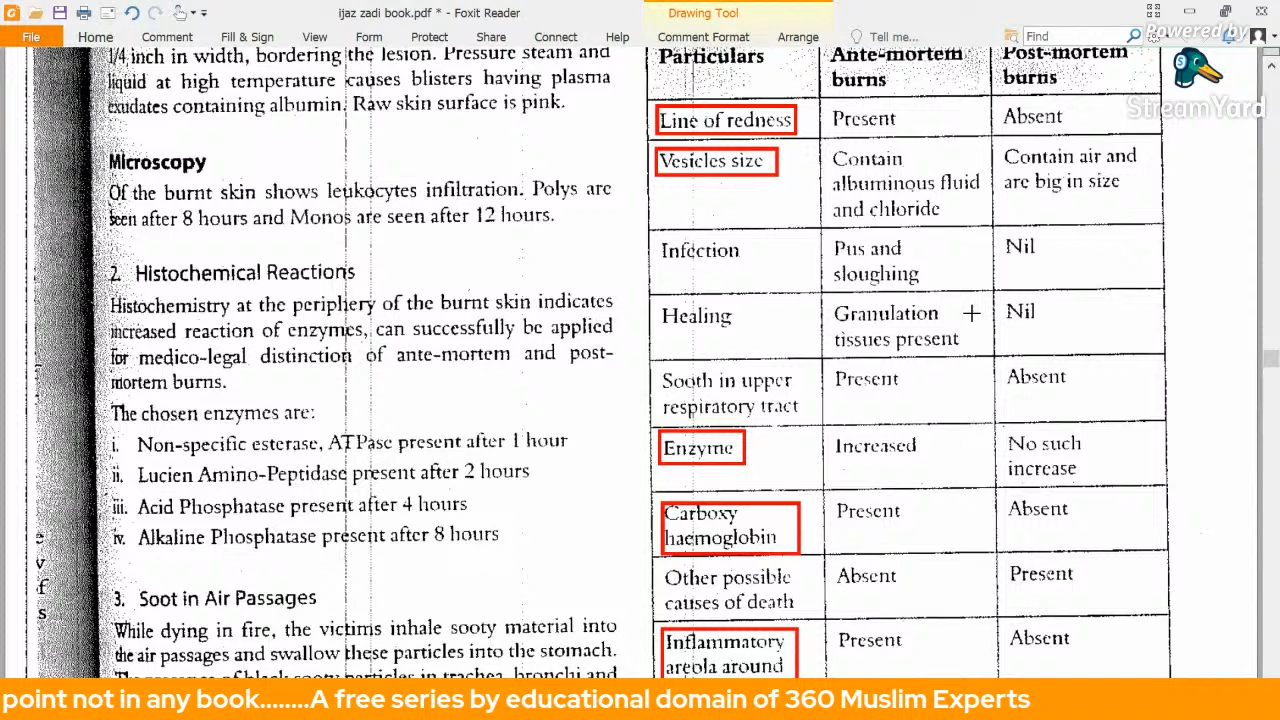 ijaz zadi book.pdf * - Foxit Reader
Drawing Tool
File Home Comment Fill & Sign View Form Protect Share Connect Help Comment Format Arrange Tell me... Find
Powered by
StreamYard
1/4 inch in width, bordering the lesion. Pressure steam and
liquid at high temperature causes blisters having plasma
exudates containing albumin. Raw skin surface is pink.
Microscopy
Of the burnt skin shows leukocytes infiltration. Polys are
seen after 8 hours and Monos are seen after 12 hours.
2. Histochemical Reactions
Histochemistry at the periphery of the burnt skin indicates
increased reaction of enzymes, can successfully be applied
for medico-legal distinction of ante-mortem and post-
mortem burns.
The chosen enzymes are:
i. Non-specific esterase, ATPase present after 1 hour
ii. Lucien Amino-Peptidase present after 2 hours
iii. Acid Phosphatase present after 4 hours
iv. Alkaline Phosphatase present after 8 hours
3. Soot in Air Passages
While dying in fire, the victims inhale sooty material into
the air passages and swallow these particles into the stomach.
e
v
f
s
Particulars Ante-mortem burns Post-mortem burns
Line of redness Present Absent
Vesicles size Contain albuminous fluid and chloride Contain air and are big in size
Infection Pus and sloughing Nil
Healing Granulation tissues present Nil
Sooth in upper respiratory tract Present Absent
Enzyme Increased No such increase
Carboxy haemoglobin Present Absent
Other possible causes of death Absent Present
Inflammatory areola around Present Absent
point not in any book........A free series by educational domain of 360 Muslim Experts